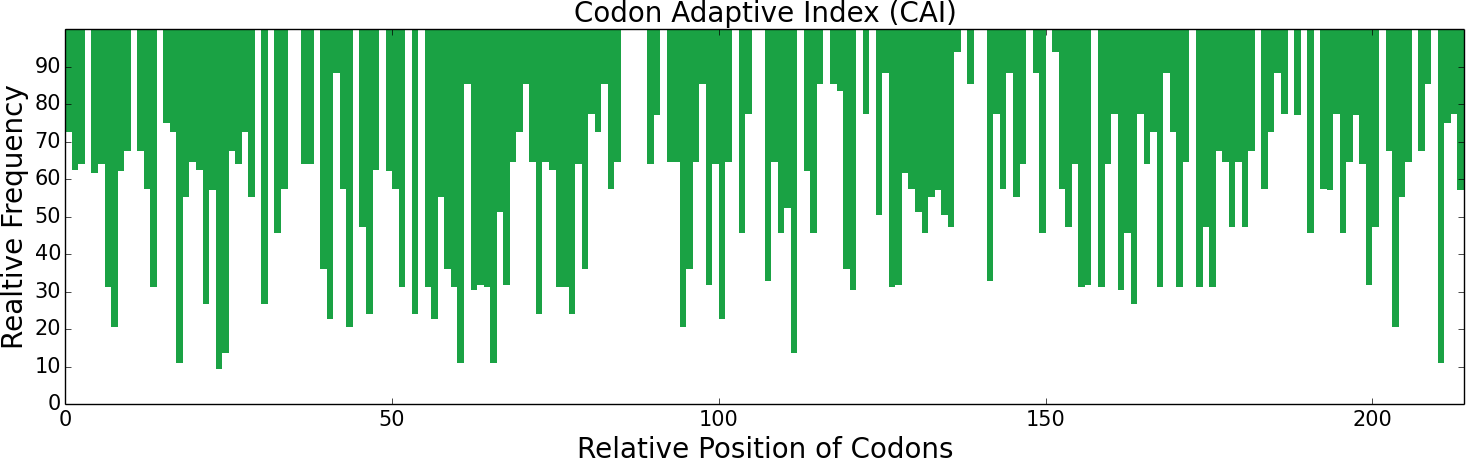 Codon Adaptive Index (CAI)
Realtive Frequency
90
80
70
60
50
40
30
20
10
0
0 50 100 150 200
Relative Position of Codons